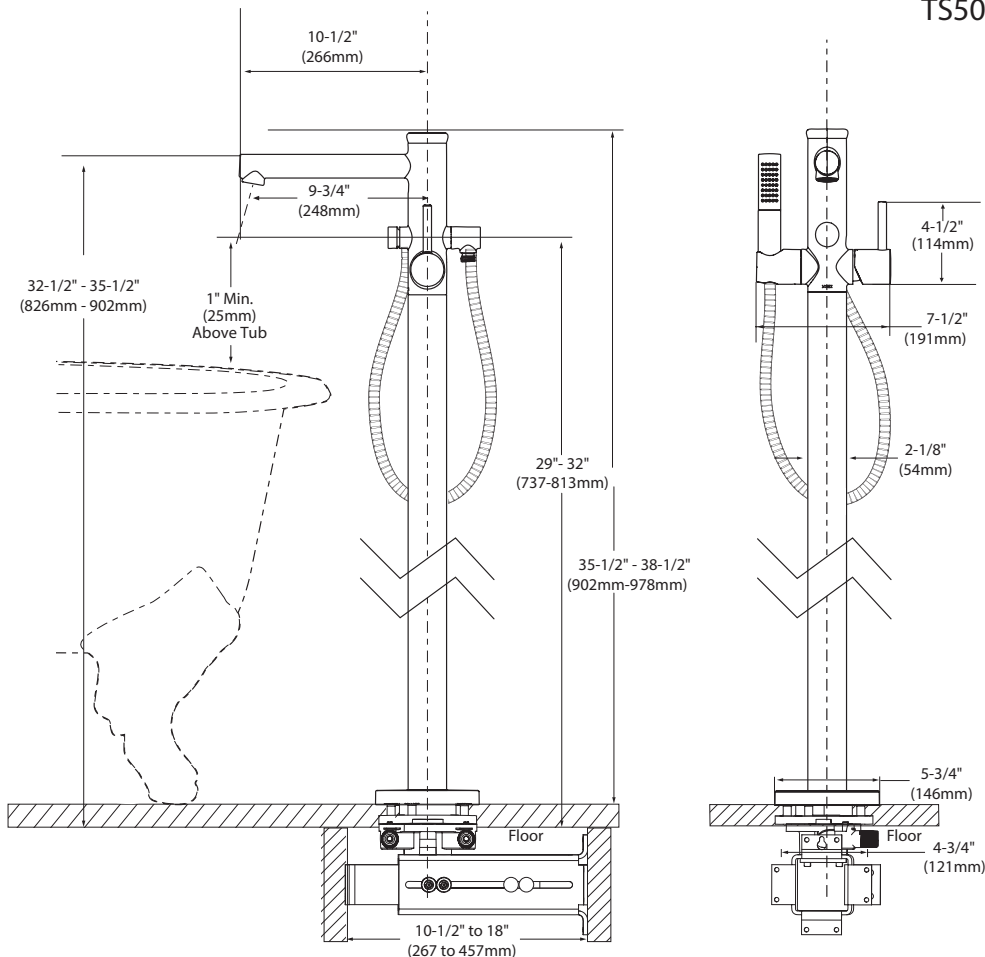 TS50
10-1/2"
(266mm)
9-3/4"
(248mm)
32-1/2" - 35-1/2"
(826mm - 902mm)
1" Min.
(25mm)
Above Tub
29"- 32"
(737-813mm)
35-1/2" - 38-1/2"
(902mm-978mm)
Floor
10-1/2" to 18"
(267 to 457mm)
4-1/2"
(114mm)
7-1/2"
(191mm)
2-1/8"
(54mm)
5-3/4"
(146mm)
Floor
4-3/4"
(121mm)